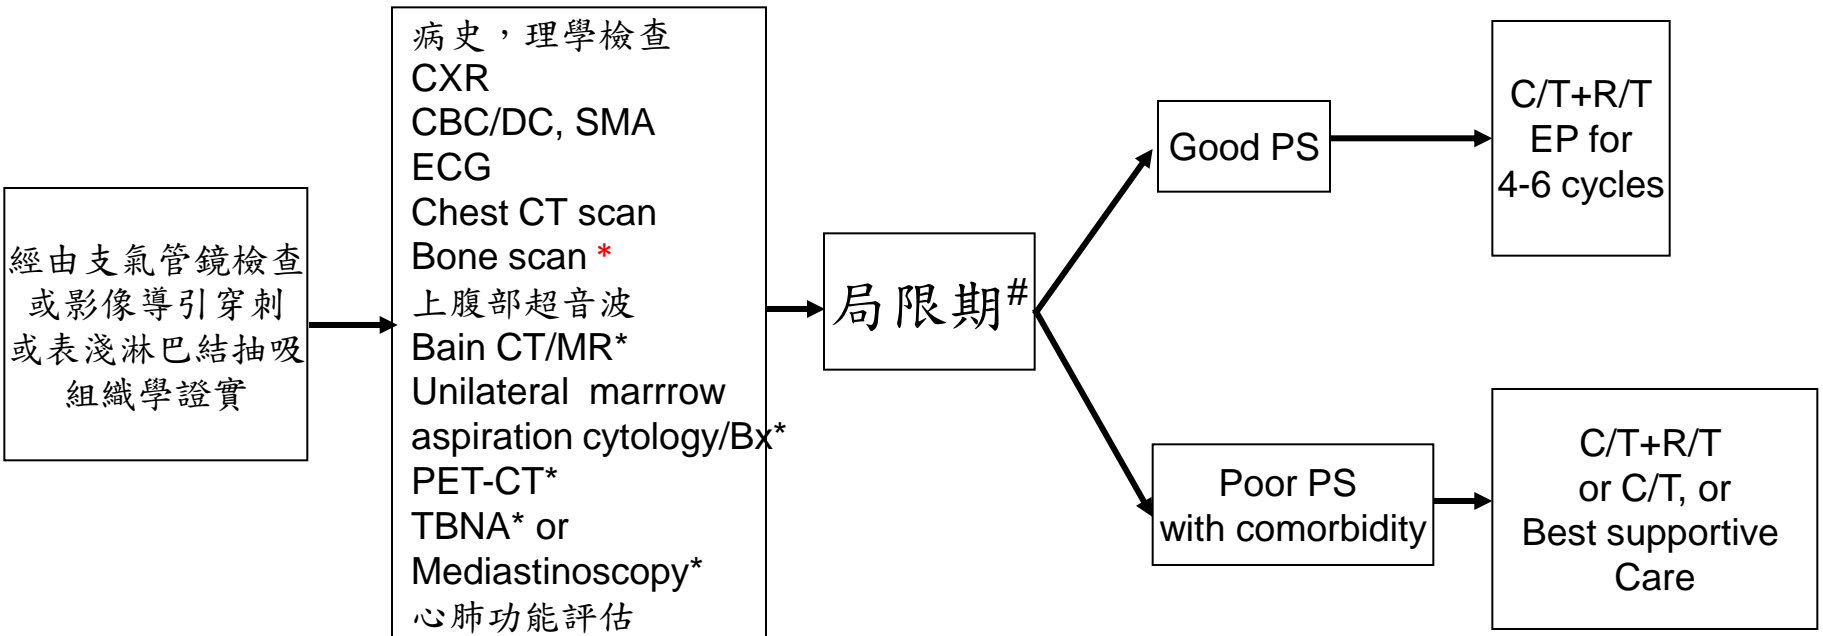 經由支氣管鏡檢查
或影像導引穿刺
或表淺淋巴結抽吸
組織學證實
病史，理學檢查
CXR
CBC/DC, SMA
ECG
Chest CT scan
Bone scan *
上腹部超音波
Bain CT/MR*
Unilateral marrrow
aspiration cytology/Bx*
PET-CT*
TBNA* or
Mediastinoscopy*
心肺功能評估
局限期#
Good PS
C/T+R/T
EP for
4-6 cycles
Poor PS
with comorbidity
C/T+R/T
or C/T, or
Best supportive
Care